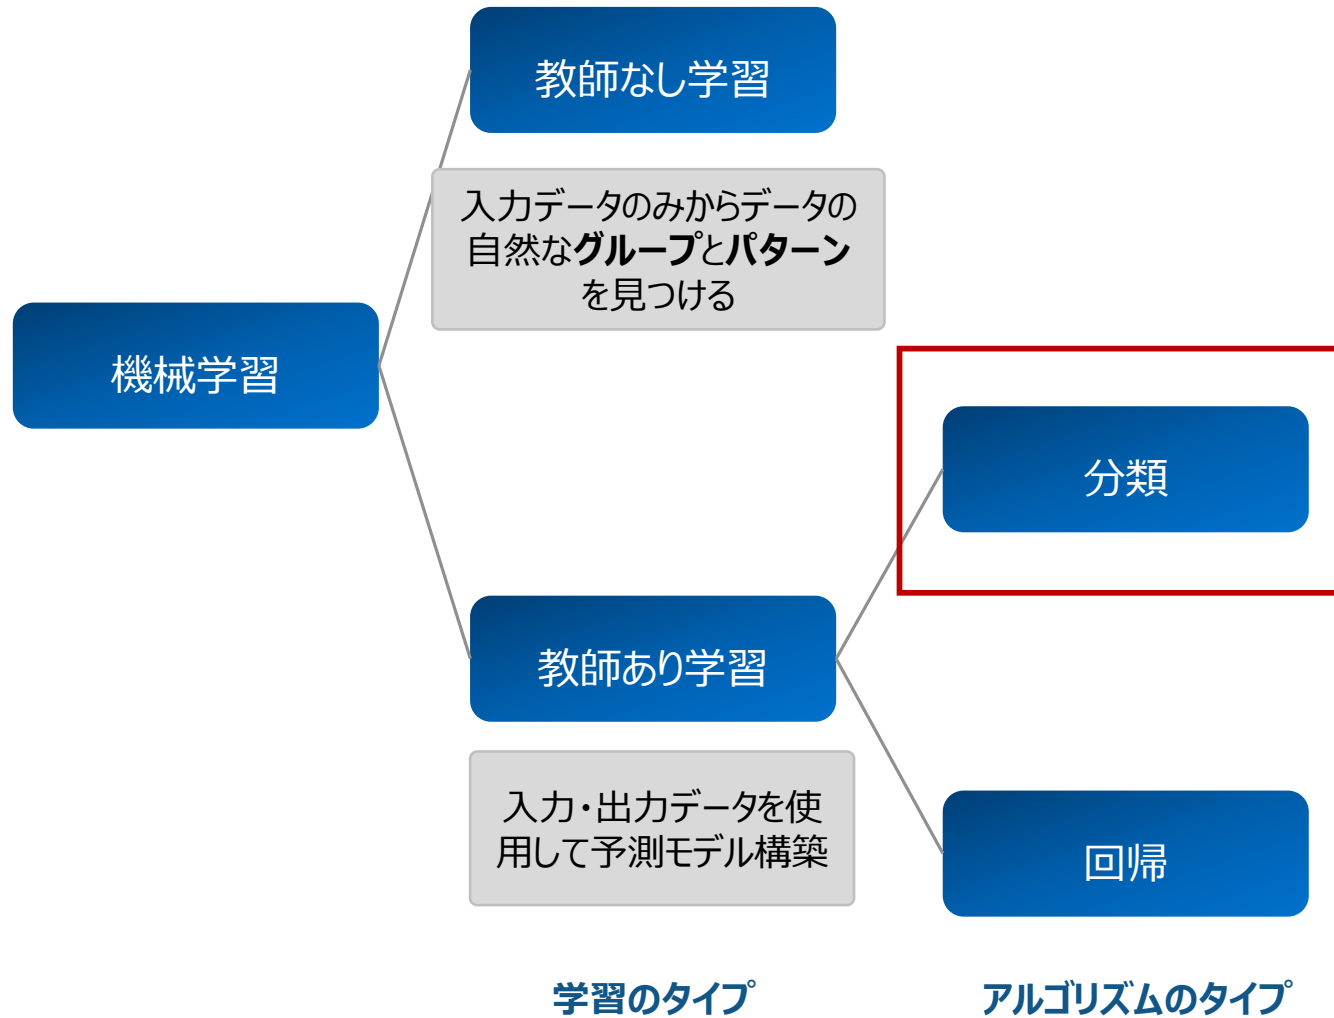 教師なし学習
入力データのみからデータの
自然なグループとパターン
を見つける
機械学習
分類
教師あり学習
入力・出力データを使
用して予測モデル構築
回帰
学習のタイプ
アルゴリズムのタイプ